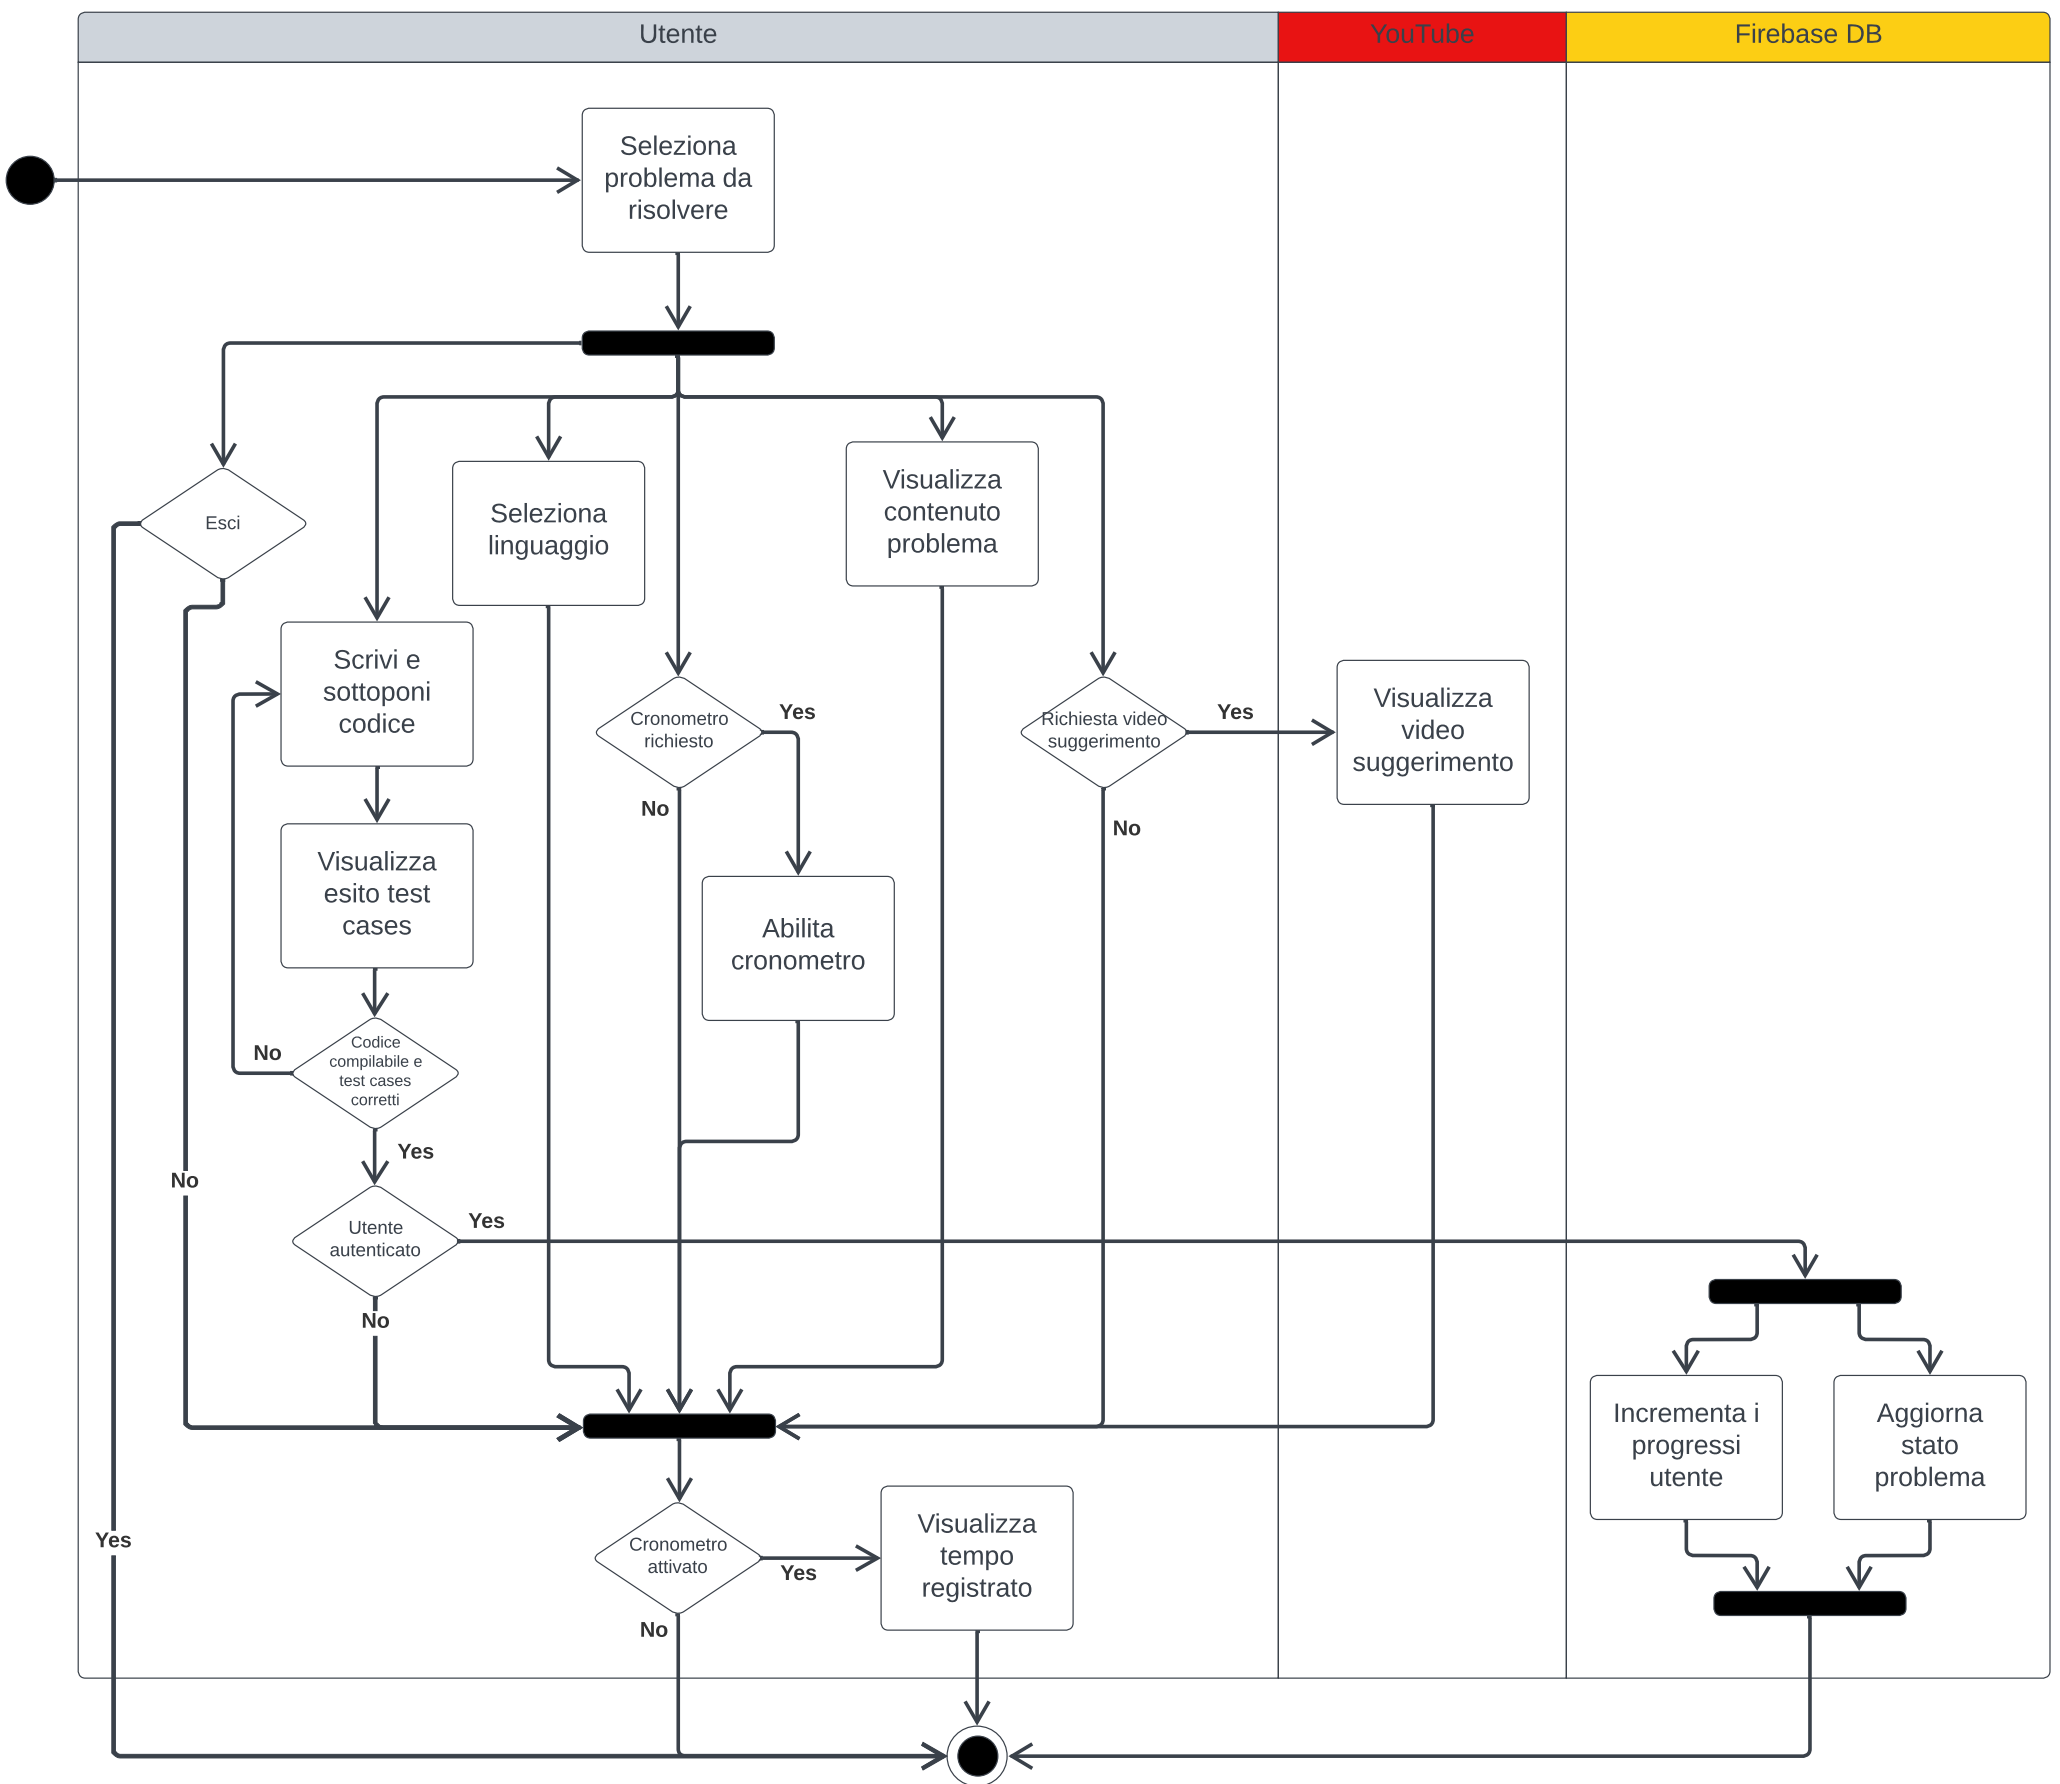 Utente
YouTube
Firebase DB
Seleziona
problema da
risolvere
Esci
Seleziona
linguaggio
Visualizza
contenuto
problema
Scrivi e
sottoponi
codice
Cronometro
richiesto
Yes
No
Richiesta video
suggerimento
Yes
No
Visualizza
video
suggerimento
Visualizza
esito test
cases
Abilita
cronometro
Codice
compilabile e
test cases
corretti
No
Yes
No
Utente
autenticato
Yes
No
Incrementa i
progressi
utente
Aggiorna
stato
problema
Cronometro
attivato
Yes
No
Visualizza
tempo
registrato
Yes